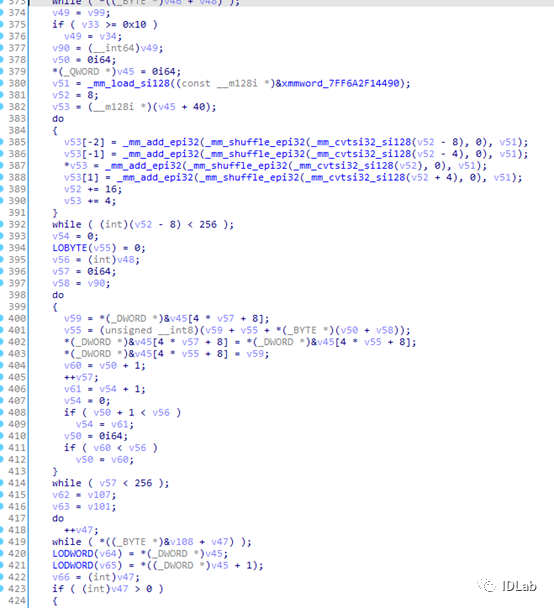 373 while ( *((_BYTE *)v46 + v48) );
374 v49 = v99;
375 if ( v33 >= 0x10 )
376 v49 = v34;
377 v90 = (__int64)v49;
378 v50 = 0i64;
379 *(_QWORD *)v45 = 0i64;
380 v51 = _mm_load_si128((const __m128i *)&xmmword_7FF6A2F14490);
381 v52 = 8;
382 v53 = (__m128i *)(v45 + 40);
383 do
384 {
385 v53[-2] = _mm_add_epi32(_mm_shuffle_epi32(_mm_cvtsi32_si128(v52 - 8), 0), v51);
386 v53[-1] = _mm_add_epi32(_mm_shuffle_epi32(_mm_cvtsi32_si128(v52 - 4), 0), v51);
387 *v53 = _mm_add_epi32(_mm_shuffle_epi32(_mm_cvtsi32_si128(v52), 0), v51);
388 v53[1] = _mm_add_epi32(_mm_shuffle_epi32(_mm_cvtsi32_si128(v52 + 4), 0), v51);
389 v52 += 16;
390 v53 += 4;
391 }
392 while ( (int)(v52 - 8) < 256 );
393 v54 = 0;
394 LOBYTE(v55) = 0;
395 v56 = (int)v48;
396 v57 = 0i64;
397 v58 = v90;
398 do
399 {
400 v59 = *(_DWORD *)&v45[4 * v57 + 8];
401 v55 = (unsigned __int8)(v59 + v55 + *(_BYTE *)(v50 + v58));
402 *(_DWORD *)&v45[4 * v57 + 8] = *(_DWORD *)&v45[4 * v55 + 8];
403 *(_DWORD *)&v45[4 * v55 + 8] = v59;
404 v60 = v50 + 1;
405 ++v57;
406 v61 = v54 + 1;
407 v54 = 0;
408 if ( v50 + 1 < v56 )
409 v54 = v61;
410 v50 = 0i64;
411 if ( v60 < v56 )
412 v50 = v60;
413 }
414 while ( v57 < 256 );
415 v62 = v107;
416 v63 = v101;
417 do
418 ++v47;
419 while ( *((_BYTE *)&v108 + v47) );
420 LODWORD(v64) = *(_DWORD *)v45;
421 LODWORD(v65) = *((_DWORD *)v45 + 1);
422 v66 = (int)v47;
423 if ( (int)v47 > 0 )
424 {
IDLab